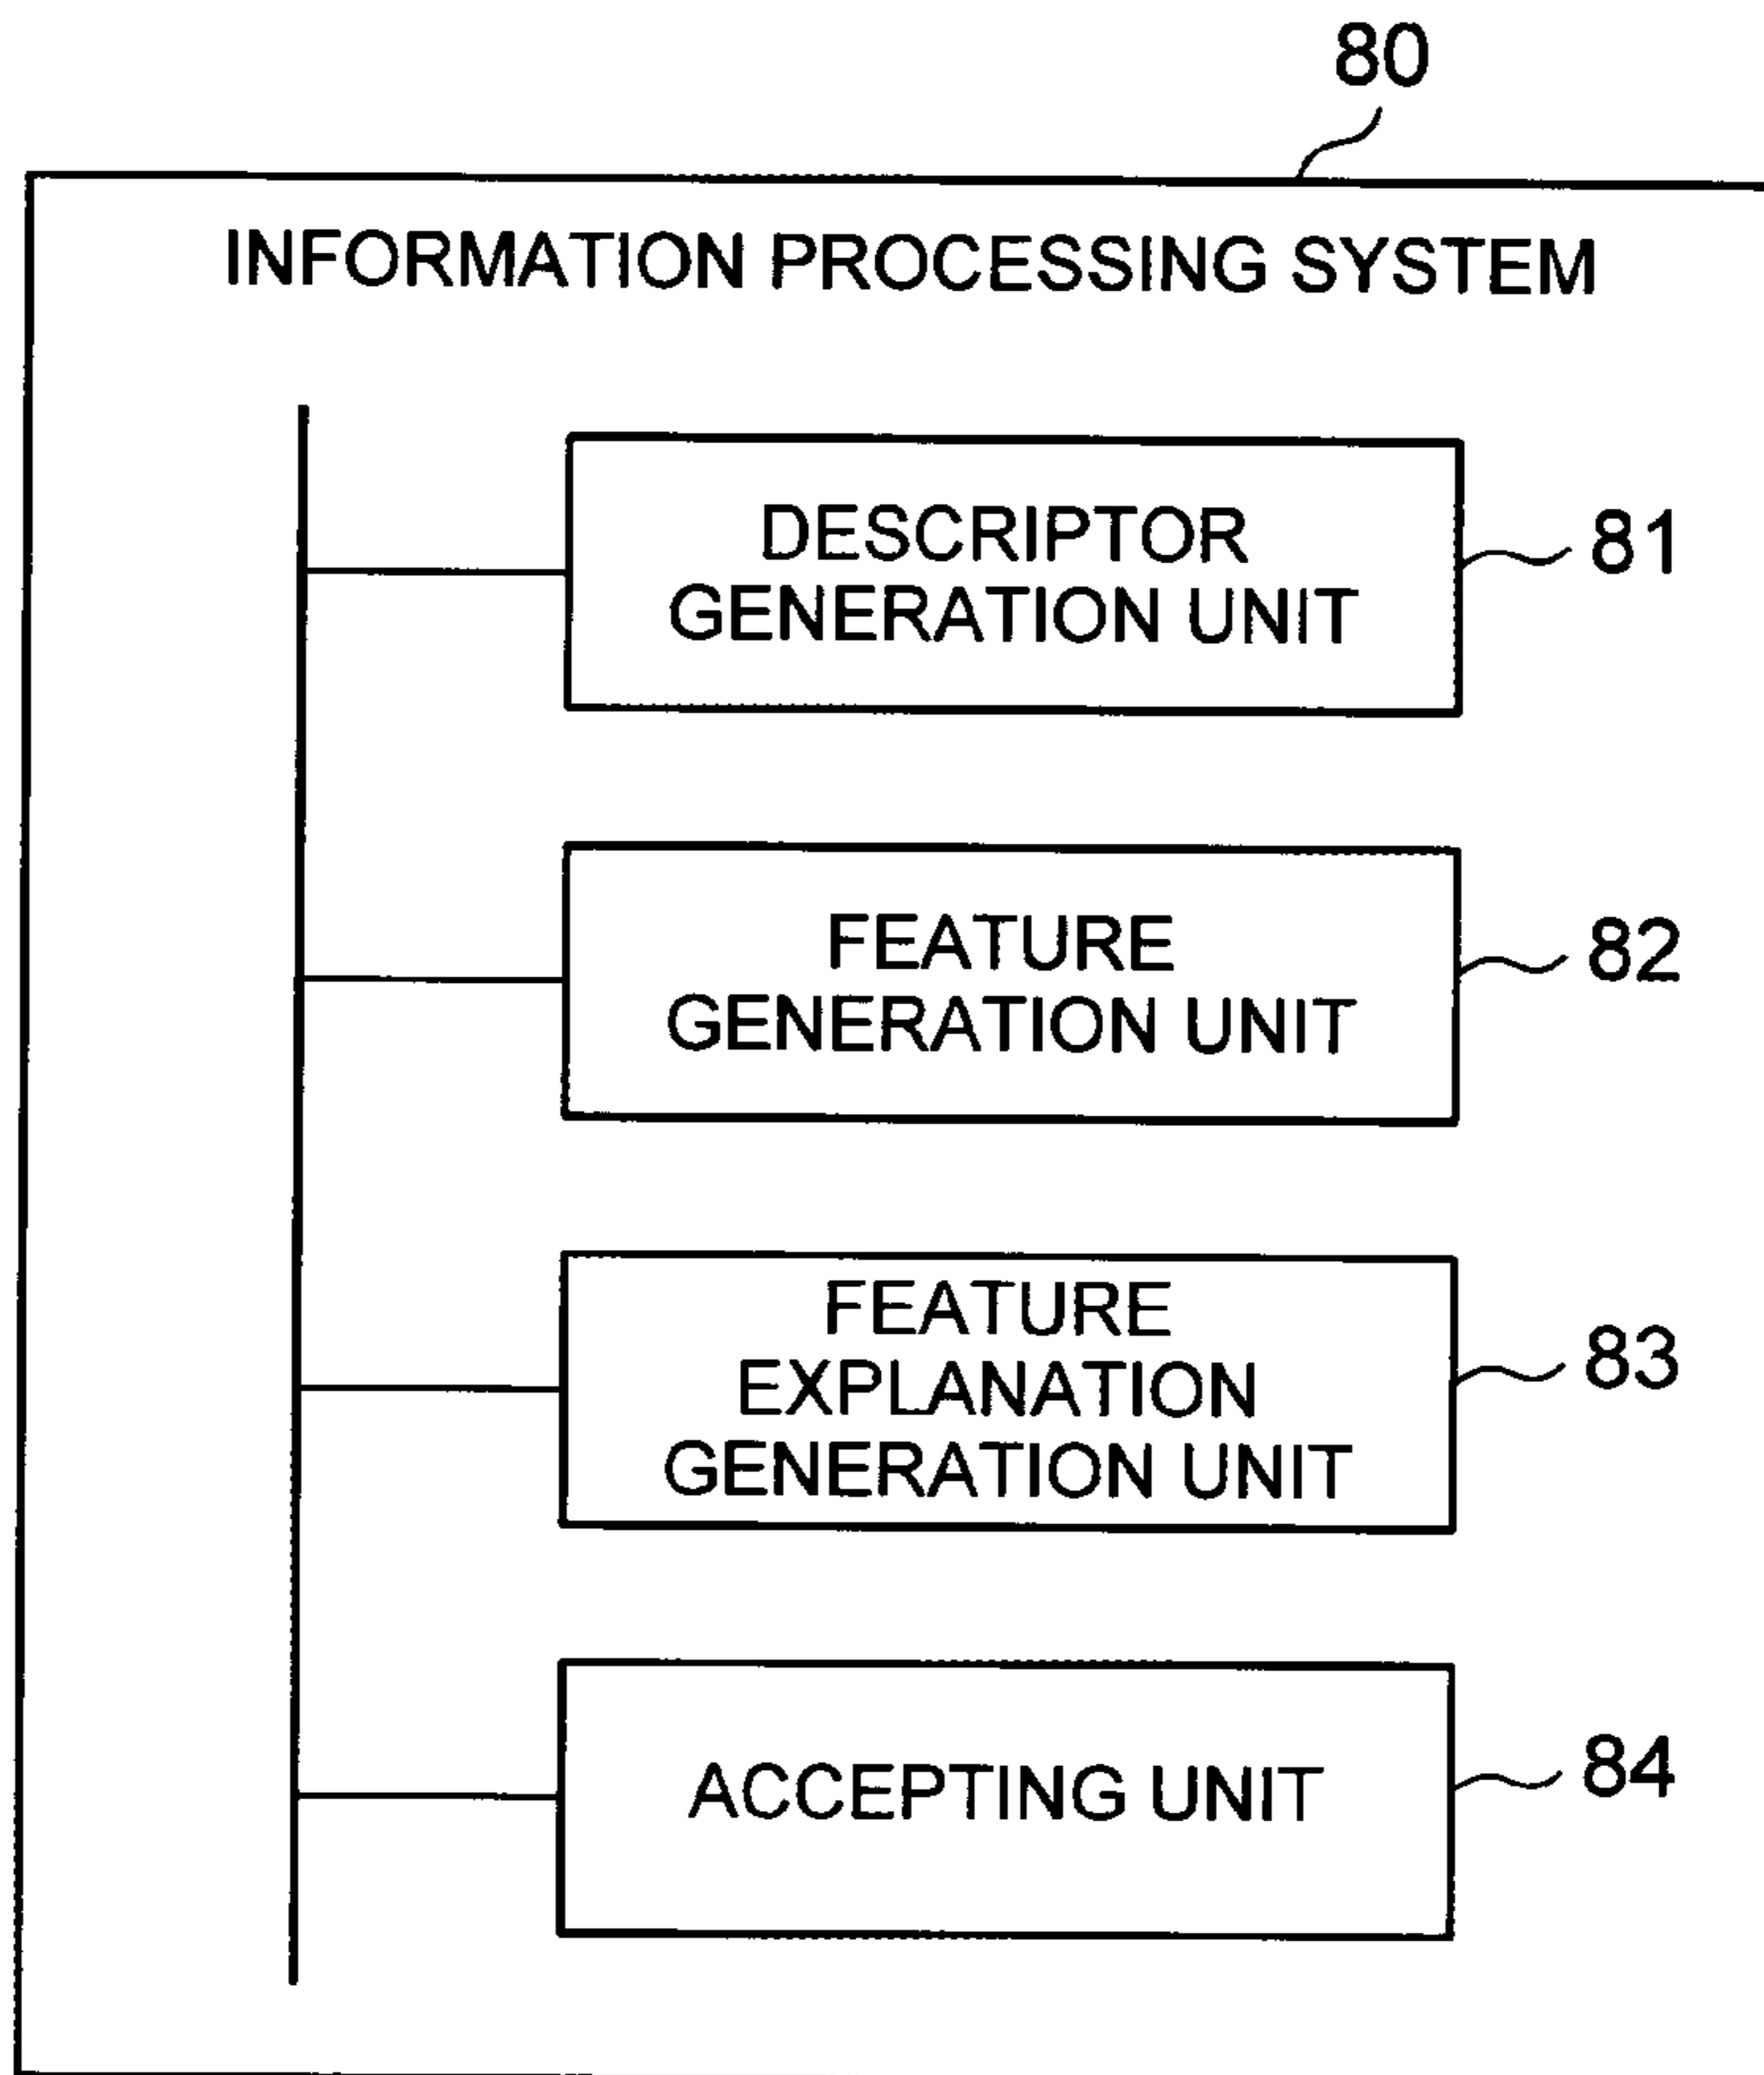 80
INFORMATION PROCESSING SYSTEM
DESCRIPTOR
GENERATION UNIT
81
FEATURE
GENERATION UNIT
82
FEATURE
EXPLANATION
GENERATION UNIT
83
ACCEPTING UNIT
84